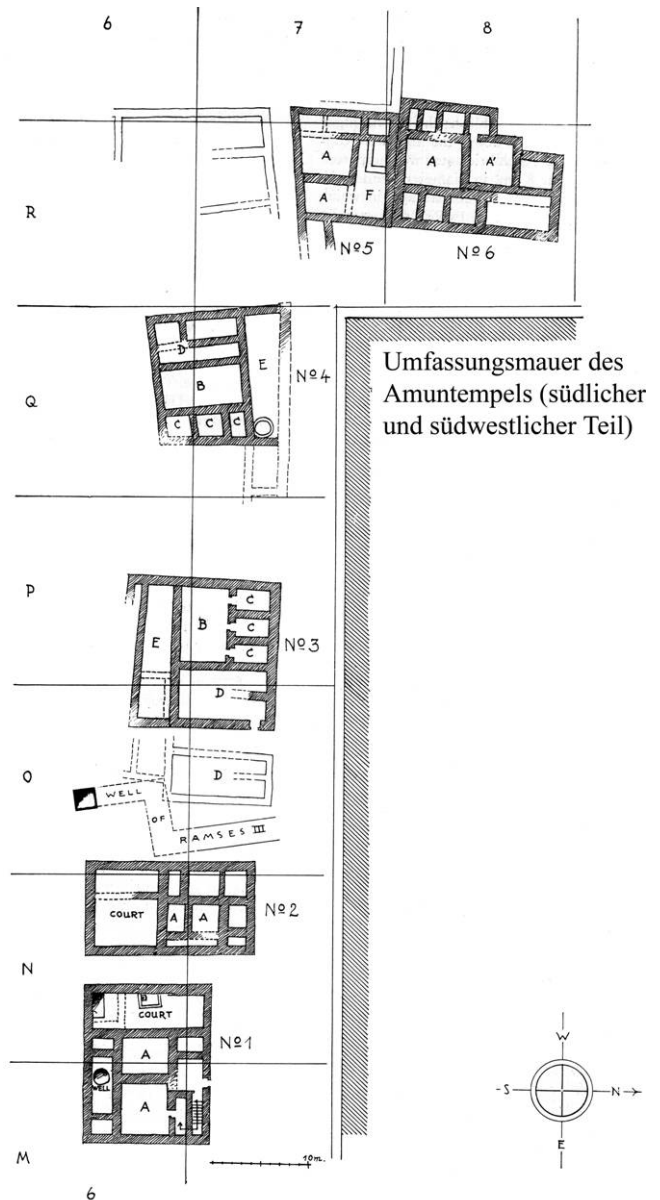 6 7 8
A A A'
R A F
Nº5 Nº6
D E Nº4
B
Q
C C C
Umfassungsmauer des
Amuntempels (südlicher
und südwestlicher Teil)
P
C
B C
E Nº3
C
D
O D
WELL
OF
RAMSES III
COURT A A Nº2
N
COURT
Nº1
A
WELL
A
M
10m.
6
W
S N
E